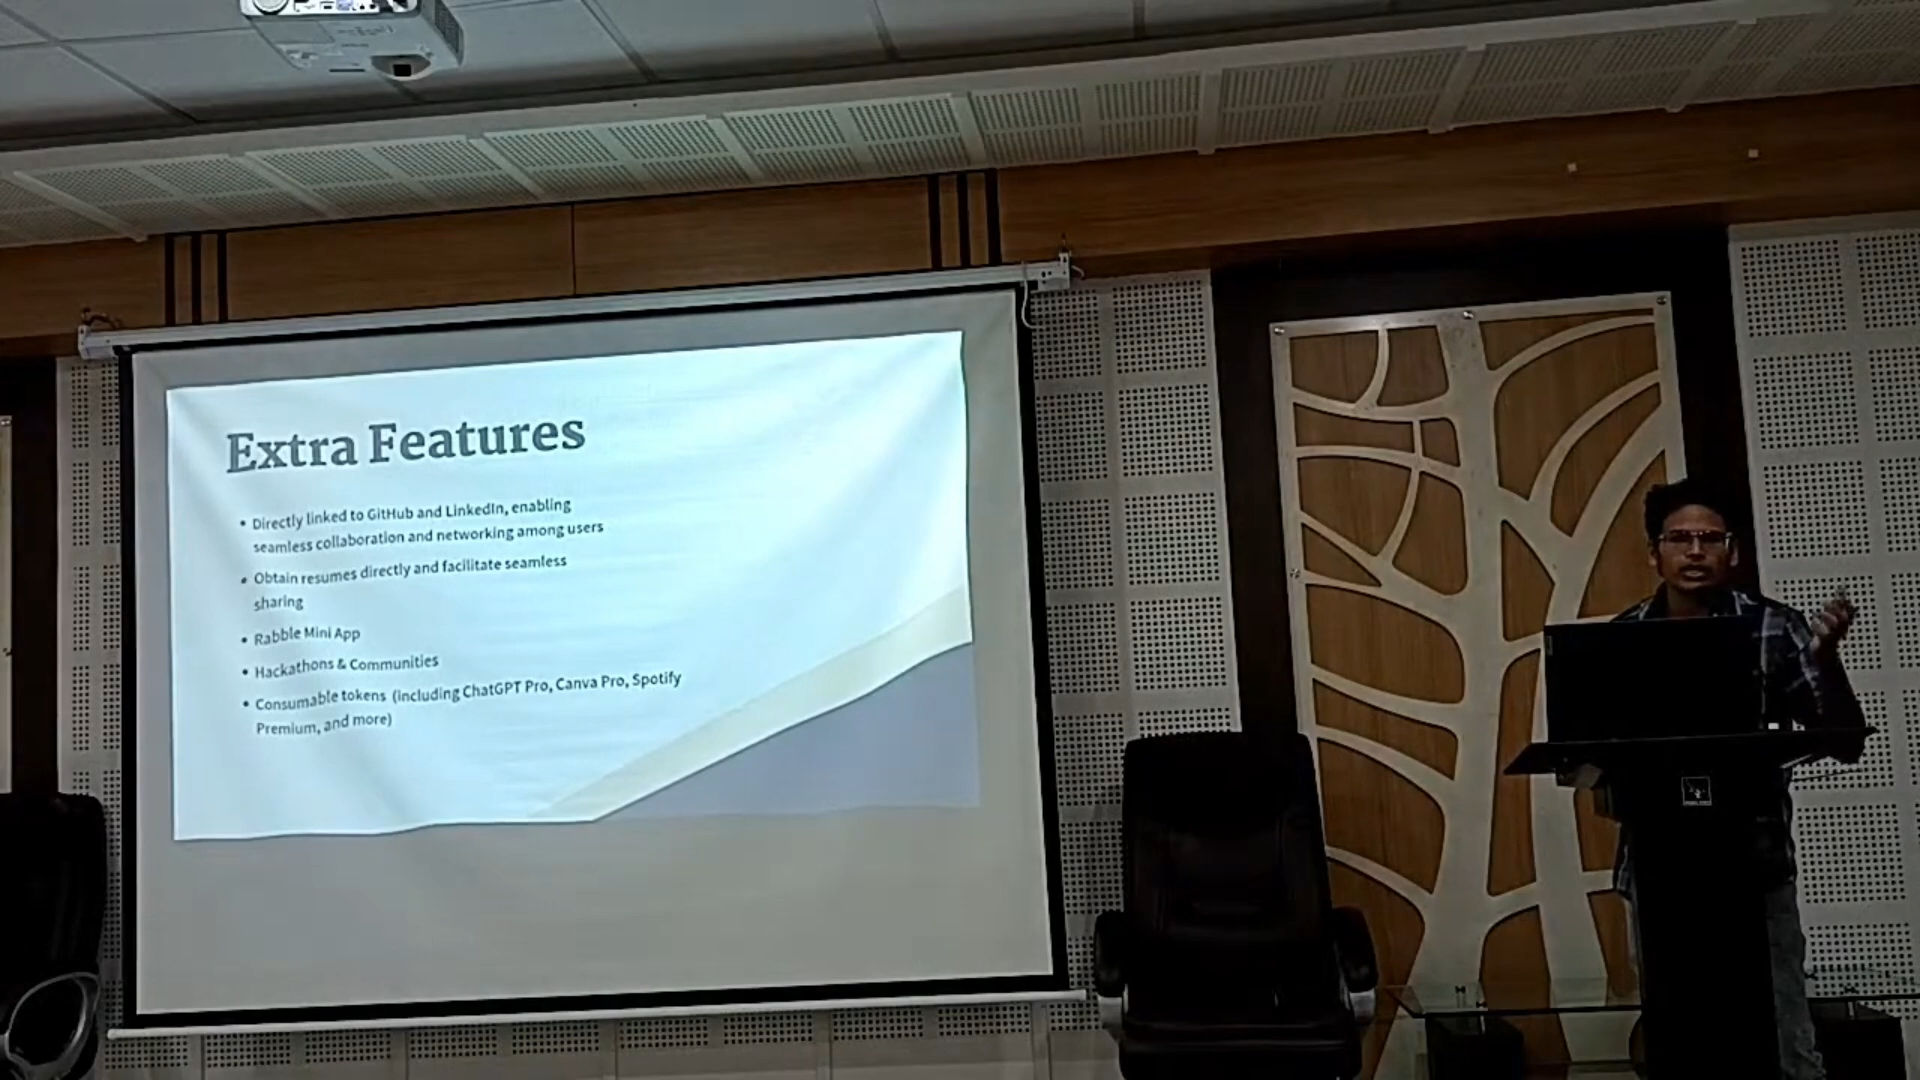 Extra Features
• Directly linked to GitHub and LinkedIn, enabling
seamless collaboration and networking among users
• Obtain resumes directly and facilitate seamless
sharing
• Rabble Mini App
• Hackathons & Communities
• Consumable tokens (including ChatGPT Pro, Canva Pro, Spotify
Premium, and more)